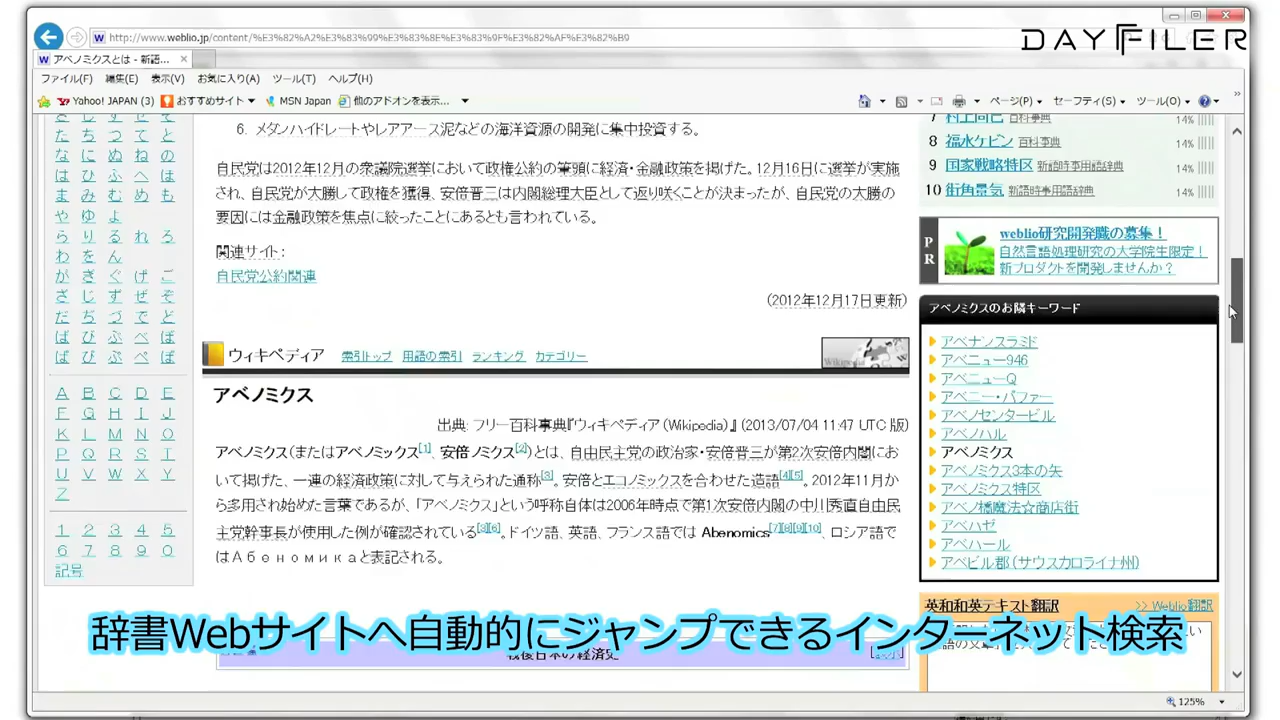 http://www.weblio.jp/content/%E3%82%A2%E3%83%99%E3%83%8E%E3%83%9F%E3%82%AF%E3%82%B9
DAYFILER
アベノミクスとは - 新語...
ファイル(F) 編集(E) 表示(V) お気に入り(A) ツール(T) ヘルプ(H)
Yahoo! JAPAN (3) おすすめサイト MSN Japan 他のアドオンを表示...
ページ(P) セーフティ(S) ツール(O)
た ち つ て と
な に ぬ ね の
は ひ ふ へ ほ
ま み む め も
や ゆ よ
ら り る れ ろ
わ を ん
が ぎ ぐ げ ご
ざ じ ず ぜ ぞ
だ ぢ づ で ど
ば び ぶ べ ぼ
ぱ ぴ ぷ ぺ ぽ
A B C D E
F G H I J
K L M N O
P Q R S T
U V W X Y
Z
1 2 3 4 5
6 7 8 9 0
記号
6. メタンハイドレートやレアアース泥などの海洋資源の開発に集中投資する。
自民党は2012年12月の衆議院選挙において政権公約の筆頭に経済・金融政策を掲げた。12月16日に選挙が実施
され、自民党が大勝して政権を獲得、安倍晋三は内閣総理大臣として返り咲くことが決まったが、自民党の大勝の
要因には金融政策を焦点に絞ったことにあるとも言われている。
関連サイト:
自民党公約関連
(2012年12月17日更新)
ウィキペディア 索引トップ 用語の索引 ランキング カテゴリー
アベノミクス
出典: フリー百科事典『ウィキペディア(Wikipedia)』 (2013/07/04 11:47 UTC 版)
アベノミクス(またはアベノミックス[1]、安倍ノミクス[2])とは、自由民主党の政治家・安倍晋三が第2次安倍内閣にお
いて掲げた、一連の経済政策に対して与えられた通称[3]。安倍とエコノミックスを合わせた造語[4][5]。2012年11月か
ら多用され始めた言葉であるが、「アベノミクス」という呼称自体は2006年時点で第1次安倍内閣の中川秀直自由民
主党幹事長が使用した例が確認されている[3][6]。ドイツ語、英語、フランス語では Abenomics[7][8][9][10]、ロシア語で
はАбеномикаと表記される。
戦後日本の経済史
7 村上尚己 百科事典 14%
8 福水ケビン 百科事典 14%
9 国家戦略特区 新語時事用語辞典 14%
10 街角景気 新語時事用語辞典 14%
PR
weblio研究開発職の募集!
自然言語処理研究の大学院生限定!
新プロダクトを開発しませんか?
アベノミクスのお隣キーワード
アベナンスラミド
アベニュー946
アベニューQ
アベニー・パファー
アベノセンタービル
アベノハル
アベノミクス
アベノミクス3本の矢
アベノミクス特区
アベノ橋魔法☆商店街
アベハゼ
アベハール
アベビル郡 (サウスカロライナ州)
英和和英テキスト翻訳 >> Weblio翻訳
辞書Webサイトへ自動的にジャンプできるインターネット検索
125%